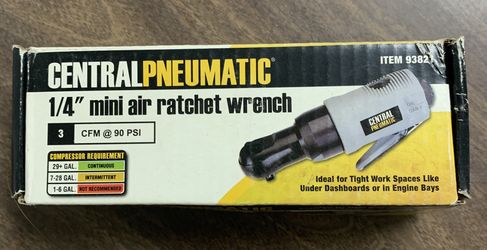 CENTRALPNEUMATIC®
ITEM 93821
1/4" mini air ratchet wrench
3 CFM @ 90 PSI
COMPRESSOR REQUIREMENT
29+ GAL. CONTINUOUS
7-28 GAL. INTERMITTENT
1-6 GAL. NOT RECOMMENDED
CENTRAL
PNEUMATIC
Ideal for Tight Work Spaces Like
Under Dashboards or in Engine Bays